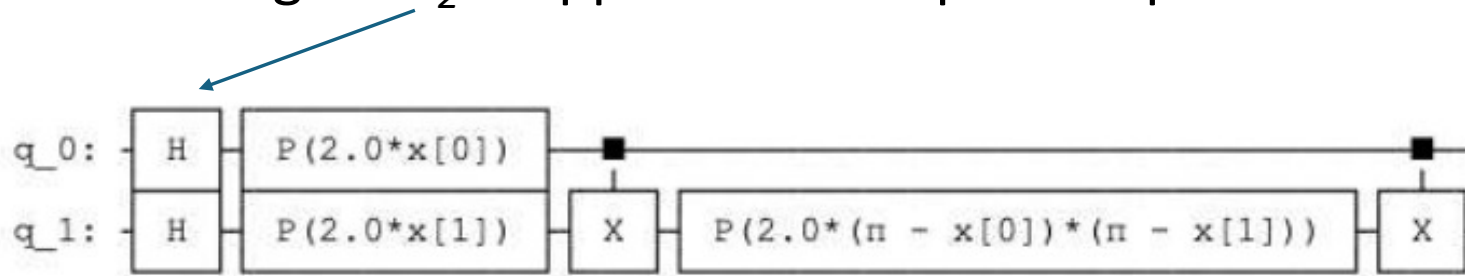 q_0: H P(2.0*x[0])
q_1: H P(2.0*x[1]) X P(2.0*(π - x[0])*(π - x[1])) X